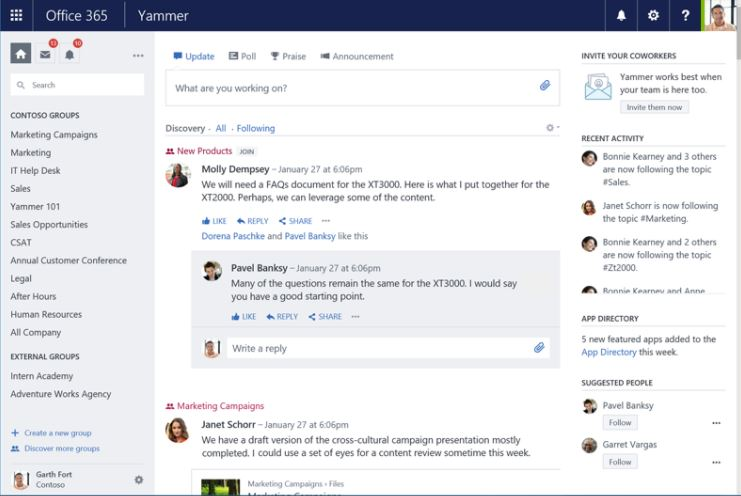 Office 365
Yammer
?
13
10
Search
CONTOSO GROUPS
Marketing Campaigns
Marketing
IT Help Desk
Sales
Yammer 101
Sales Opportunities
CSAT
Annual Customer Conference
Legal
After Hours
Human Resources
All Company
EXTERNAL GROUPS
Intern Academy
Adventure Works Agency
+ Create a new group
Discover more groups
Garth Fort
Contoso
Update Poll Praise Announcement
What are you working on?
Discovery · All · Following
New Products JOIN
Molly Dempsey – January 27 at 6:06pm
We will need a FAQs document for the XT3000. Here is what I put together for the
XT2000. Perhaps, we can leverage some of the content.
LIKE REPLY SHARE ···
Dorena Paschke and Pavel Banksy like this
Pavel Banksy – January 27 at 6:06pm
Many of the questions remain the same for the XT3000. I would say
you have a good starting point.
LIKE REPLY SHARE ···
Write a reply
Marketing Campaigns
Janet Schorr – January 27 at 6:06pm
We have a draft version of the cross-cultural campaign presentation mostly
completed. I could use a set of eyes for a content review sometime this week.
Marketing Campaigns › Files
Marketing Campaigns
INVITE YOUR COWORKERS
Yammer works best when
your team is here too.
Invite them now
RECENT ACTIVITY
Bonnie Kearney and 3 others
are now following the topic
#Sales.
Janet Schorr is now following
the topic #Marketing.
Bonnie Kearney and 2 others
are now following the topic
#Zt2000.
Bonnie Kearney and Anne
APP DIRECTORY
5 new featured apps added to the
App Directory this week.
SUGGESTED PEOPLE
Pavel Banksy
Follow ···
Garret Vargas
Follow ···